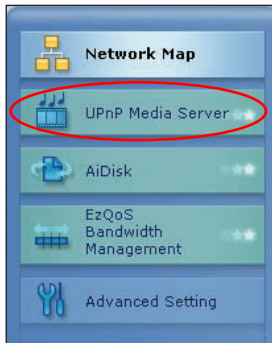 Network Map
UPnP Media Server
AiDisk
EzQoS
Bandwidth
Management
Advanced Setting